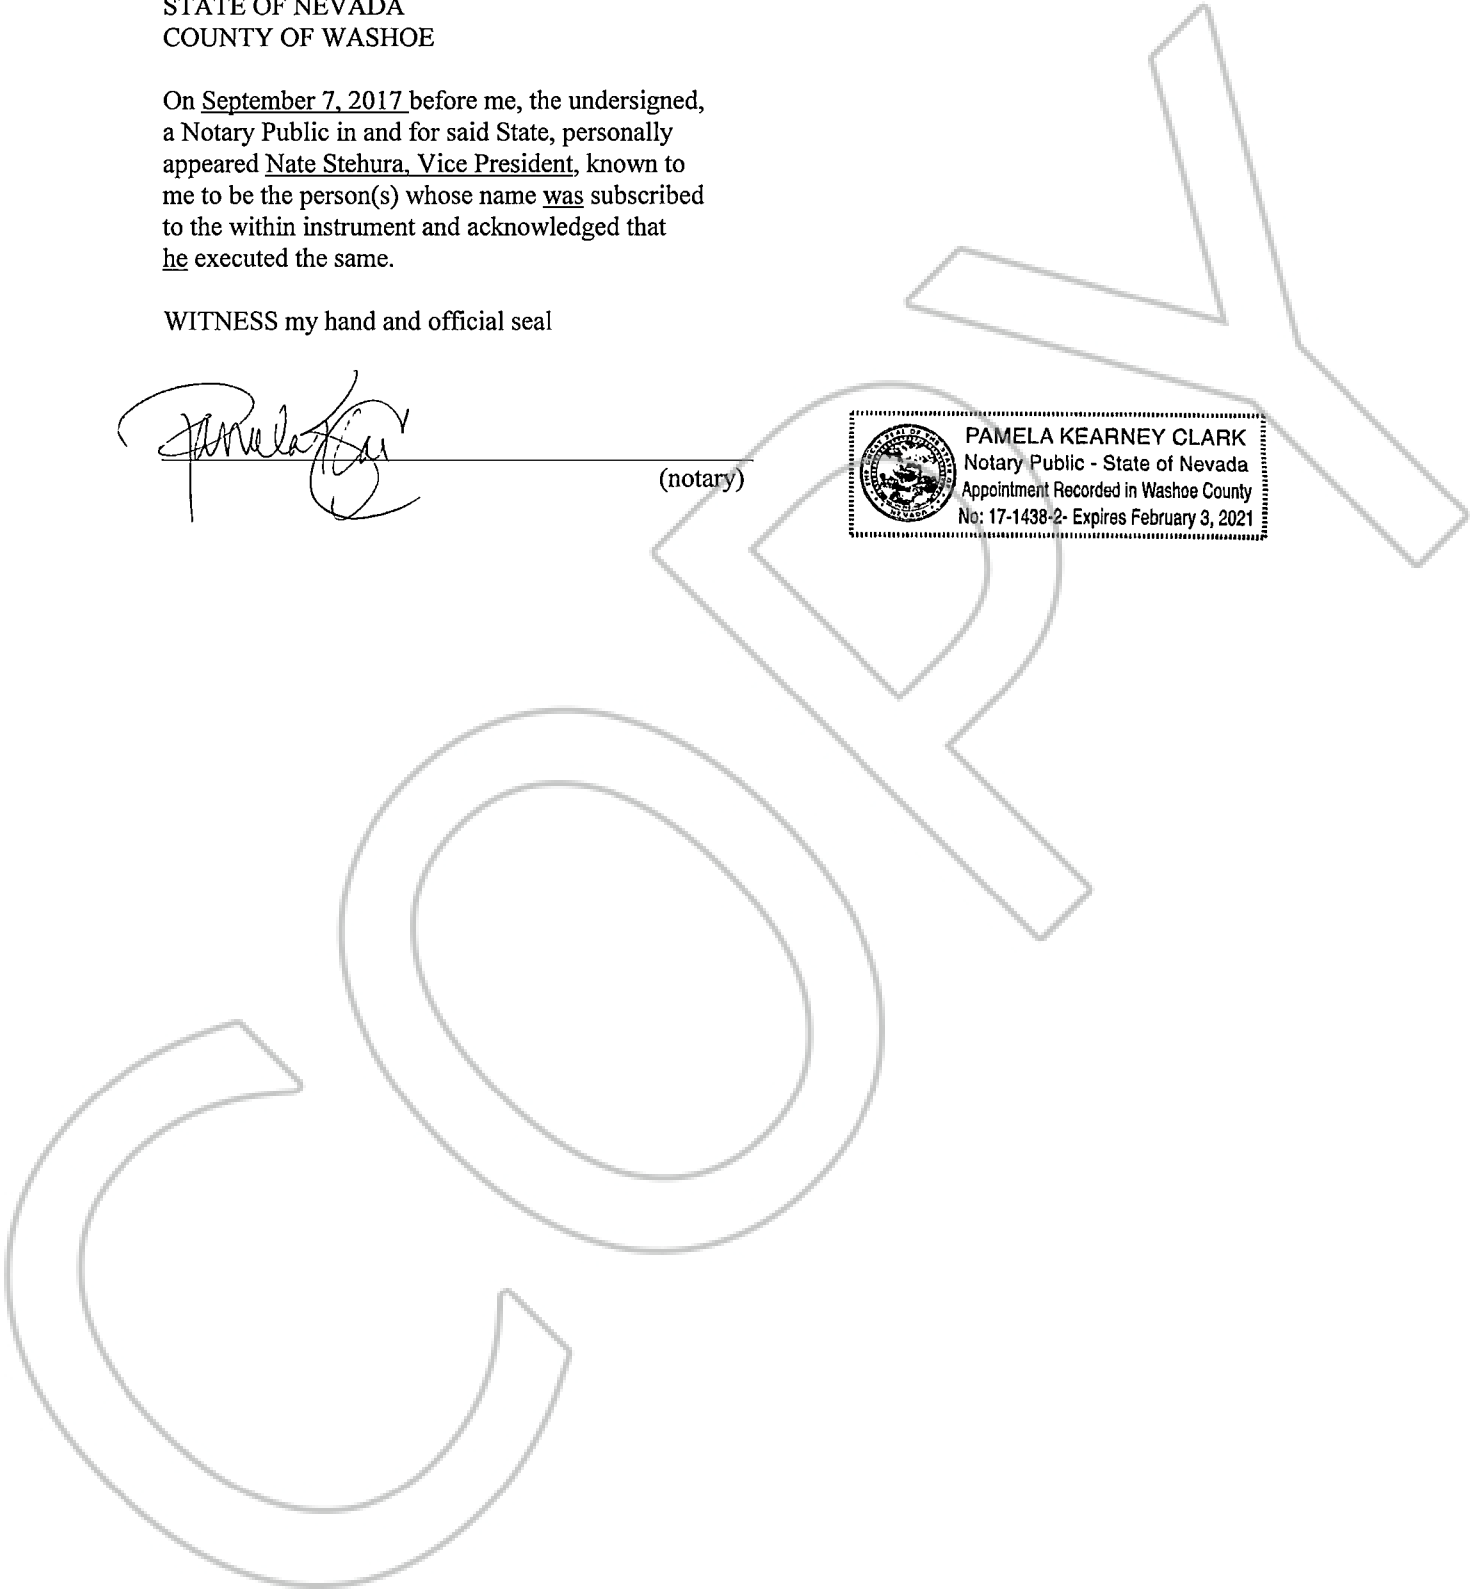 STATE OF NEVADA
COUNTY OF WASHOE
On September 7, 2017 before me, the undersigned,
a Notary Public in and for said State, personally
appeared Nate Stehura, Vice President, known to
me to be the person(s) whose name was subscribed
to the within instrument and acknowledged that
he executed the same.
WITNESS my hand and official seal
(notary)
PAMELA KEARNEY CLARK
Notary Public - State of Nevada
Appointment Recorded in Washoe County
No: 17-1438-2- Expires February 3, 2021
COPY